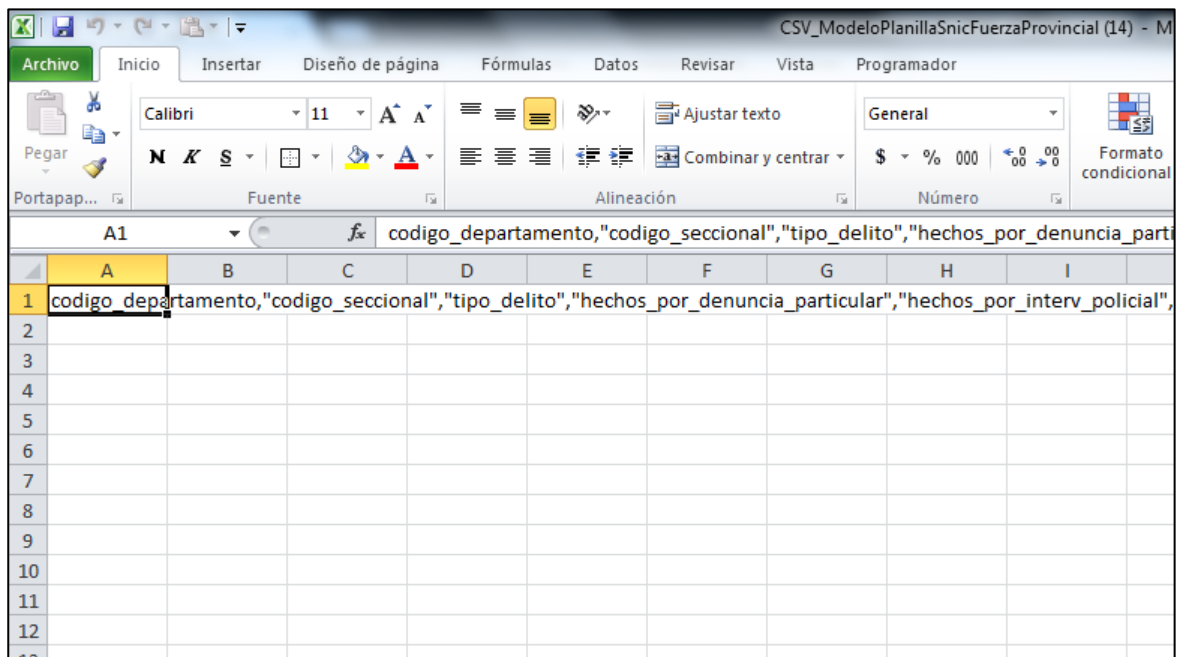 CSV_ModeloPlanillaSnicFuerzaProvincial (14) - M
Archivo Inicio Insertar Diseño de página Fórmulas Datos Revisar Vista Programador
Calibri 11 A A Ajustar texto General
Pegar N K S A Combinar y centrar $ % 000 Formato condicional
Portapap... Fuente Alineación Número
A1 fx codigo_departamento,"codigo_seccional","tipo_delito","hechos_por_denuncia_parti
A B C D E F G H I
1 codigo_departamento,"codigo_seccional","tipo_delito","hechos_por_denuncia_particular","hechos_por_interv_policial",
2
3
4
5
6
7
8
9
10
11
12